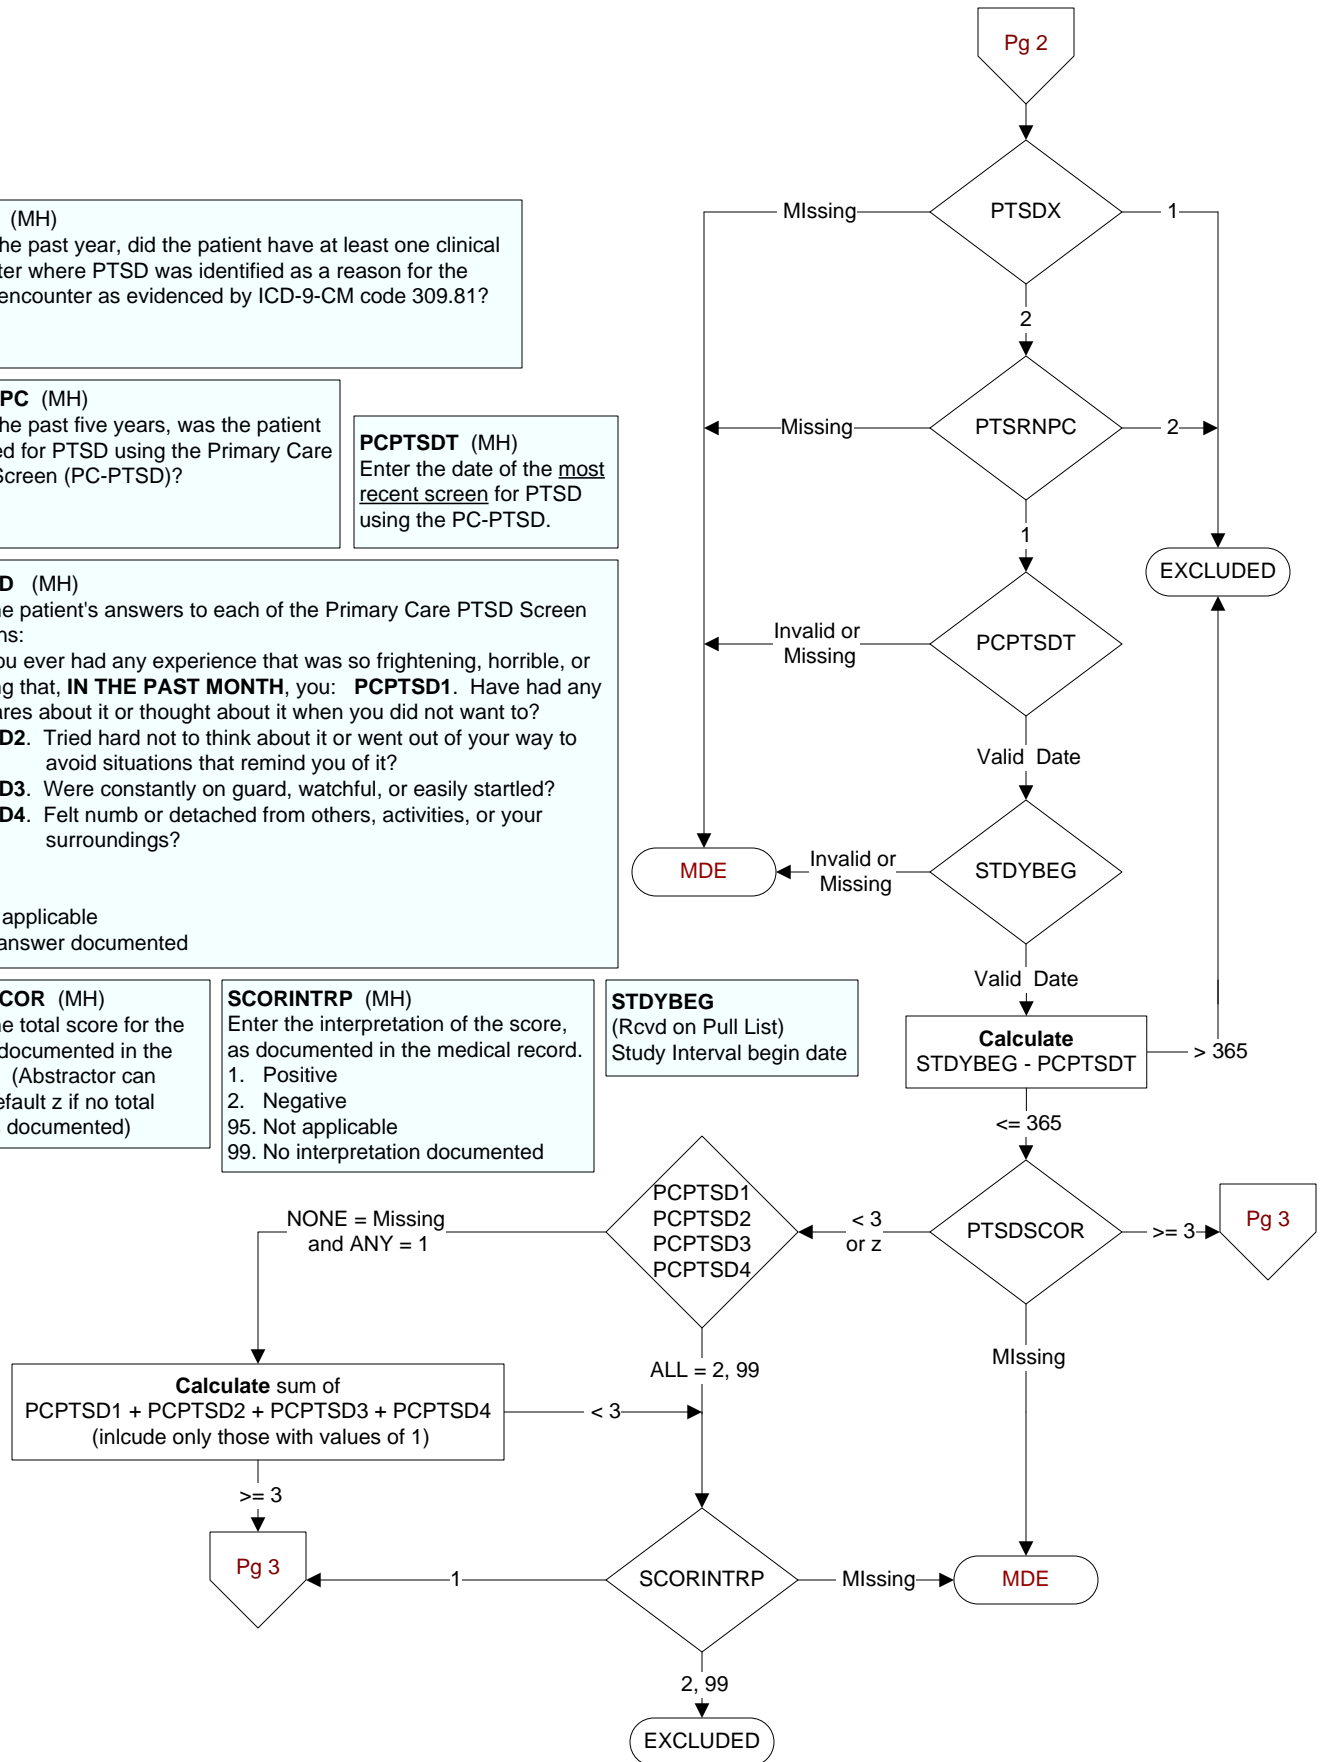 Pg 2
PTSDX
MIssing
1
2
PTSRNPC
Missing
2
1
PCPTSDT
Invalid or
Missing
Valid Date
STDYBEG
Invalid or
Missing
MDE
EXCLUDED
Valid Date
Calculate
STDYBEG - PCPTSDT
> 365
<= 365
PTSDSCOR
>= 3
Pg 3
< 3
or z
MIssing
PCPTSD1
PCPTSD2
PCPTSD3
PCPTSD4
NONE = Missing
and ANY = 1
ALL = 2, 99
Calculate sum of
PCPTSD1 + PCPTSD2 + PCPTSD3 + PCPTSD4
(inlcude only those with values of 1)
< 3
>= 3
Pg 3
SCORINTRP
1
MIssing
MDE
2, 99
EXCLUDED
(MH)
he past year, did the patient have at least one clinical
ter where PTSD was identified as a reason for the
encounter as evidenced by ICD-9-CM code 309.81?
PC (MH)
he past five years, was the patient
ed for PTSD using the Primary Care
Screen (PC-PTSD)?
PCPTSDT (MH)
Enter the date of the most
recent screen for PTSD
using the PC-PTSD.
D (MH)
he patient's answers to each of the Primary Care PTSD Screen
ns:
ou ever had any experience that was so frightening, horrible, or
ng that, IN THE PAST MONTH, you: PCPTSD1. Have had any
ares about it or thought about it when you did not want to?
D2. Tried hard not to think about it or went out of your way to
avoid situations that remind you of it?
D3. Were constantly on guard, watchful, or easily startled?
D4. Felt numb or detached from others, activities, or your
surroundings?
applicable
answer documented
COR (MH)
he total score for the
documented in the
(Abstractor can
efault z if no total
documented)
SCORINTRP (MH)
Enter the interpretation of the score,
as documented in the medical record.
1. Positive
2. Negative
95. Not applicable
99. No interpretation documented
STDYBEG
(Rcvd on Pull List)
Study Interval begin date